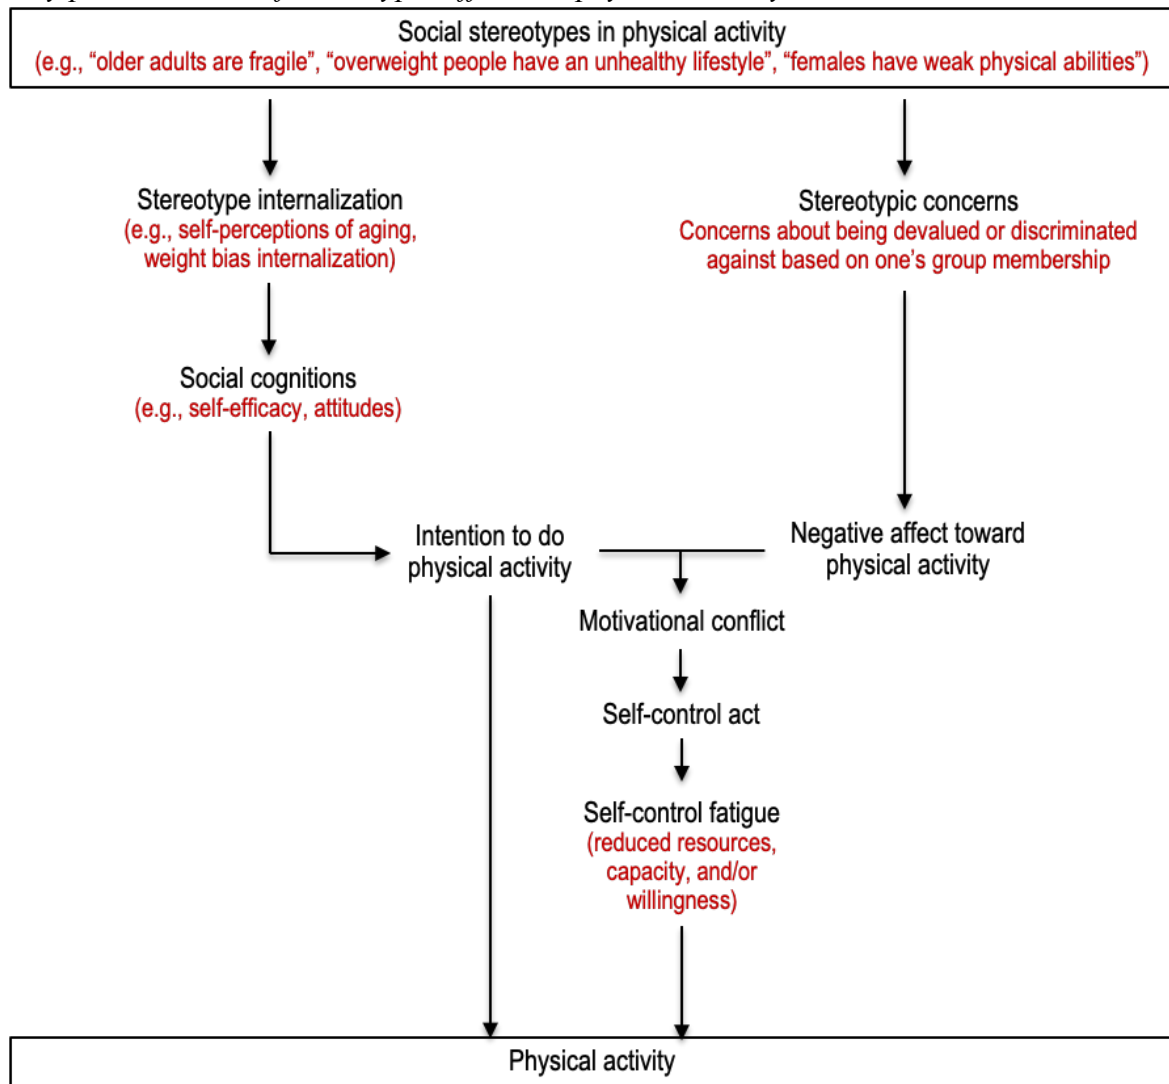 Social stereotypes in physical activity
(e.g., “older adults are fragile”, “overweight people have an unhealthy lifestyle”, “females have weak physical abilities”)
Stereotype internalization
(e.g., self-perceptions of aging,
weight bias internalization)
Stereotypic concerns
Concerns about being devalued or discriminated
against based on one’s group membership
Social cognitions
(e.g., self-efficacy, attitudes)
Intention to do
physical activity
Negative affect toward
physical activity
Motivational conflict
Self-control act
Self-control fatigue
(reduced resources,
capacity, and/or
willingness)
Physical activity